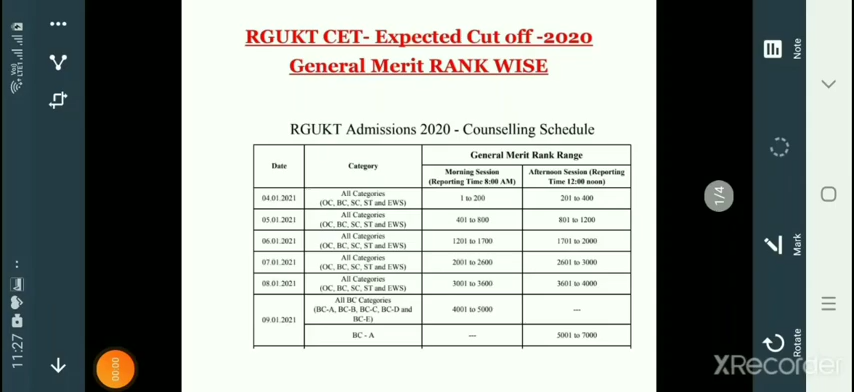 RGUKT CET- Expected Cut off -2020
General Merit RANK WISE
RGUKT Admissions 2020 - Counselling Schedule
Date
Category
General Merit Rank Range
Morning Session
(Reporting Time 8:00 AM)
Afternoon Session (Reporting
Time 12:00 noon)
04.01.2021
All Categories
(OC, BC, SC, ST and EWS)
1 to 200
201 to 400
05.01.2021
All Categories
(OC, BC, SC, ST and EWS)
401 to 800
801 to 1200
06.01.2021
All Categories
(OC, BC, SC, ST and EWS)
1201 to 1700
1701 to 2000
07.01.2021
All Categories
(OC, BC, SC, ST and EWS)
2001 to 2600
2601 to 3000
08.01.2021
All Categories
(OC, BC, SC, ST and EWS)
3001 to 3600
3601 to 4000
09.01.2021
All BC Categories
(BC-A, BC-B, BC-C, BC-D and
BC-E)
4001 to 5000
---
BC - A
---
5001 to 7000
1/4
Note
Mark
Rotate
11:27
Vo)
LTE1
00:00
XRecorder